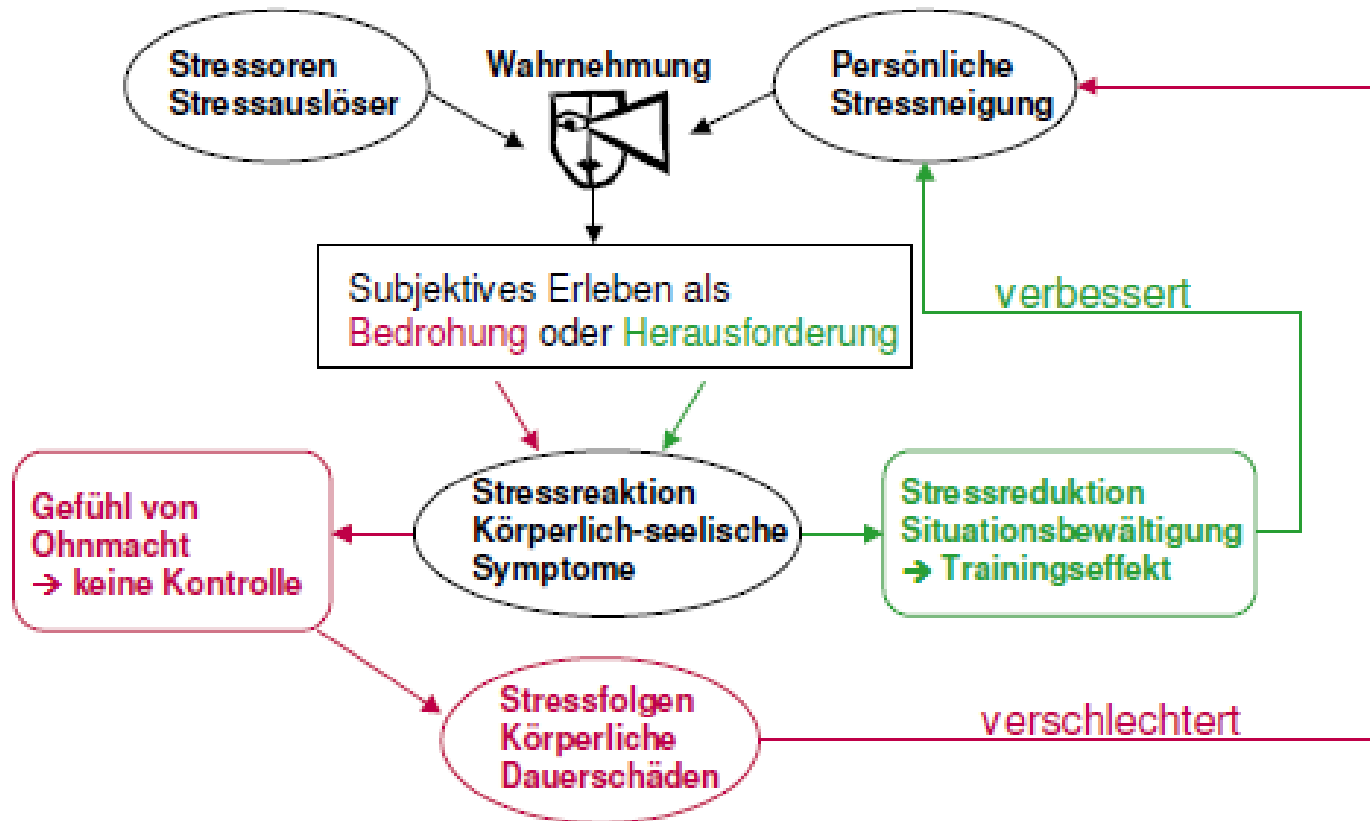 Stressoren
Stressauslöser
Wahrnehmung
Persönliche
Stressneigung
Subjektives Erleben als
Bedrohung oder Herausforderung
verbessert
Gefühl von
Ohnmacht
→ keine Kontrolle
Stressreaktion
Körperlich-seelische
Symptome
Stressreduktion
Situationsbewältigung
→ Trainingseffekt
Stressfolgen
Körperliche
Dauerschäden
verschlechtert